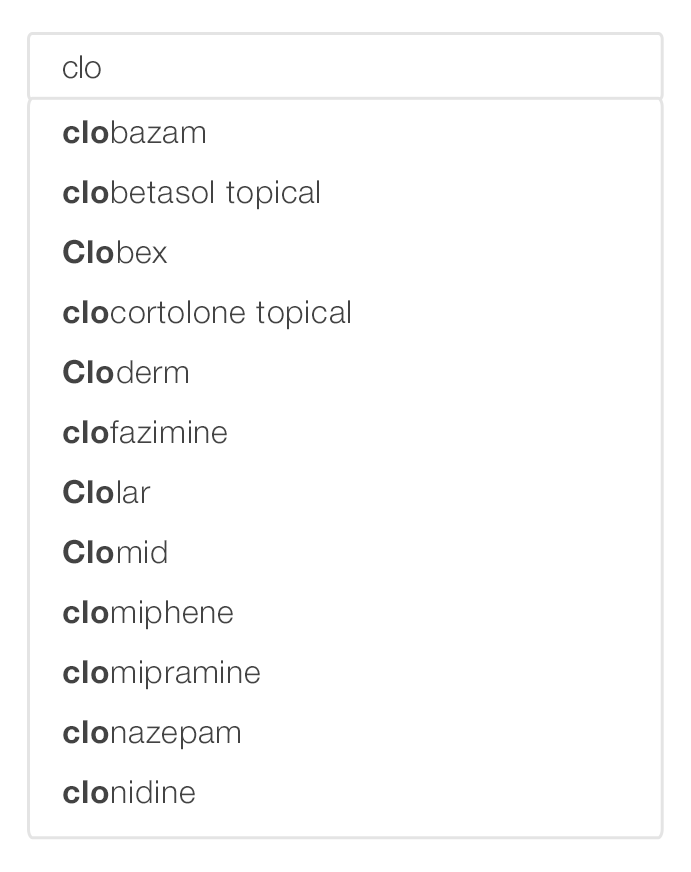 clo
clobazam
clobetasol topical
Clobex
clocortolone topical
Cloderm
clofazimine
Clolar
Clomid
clomiphene
clomipramine
clonazepam
clonidine